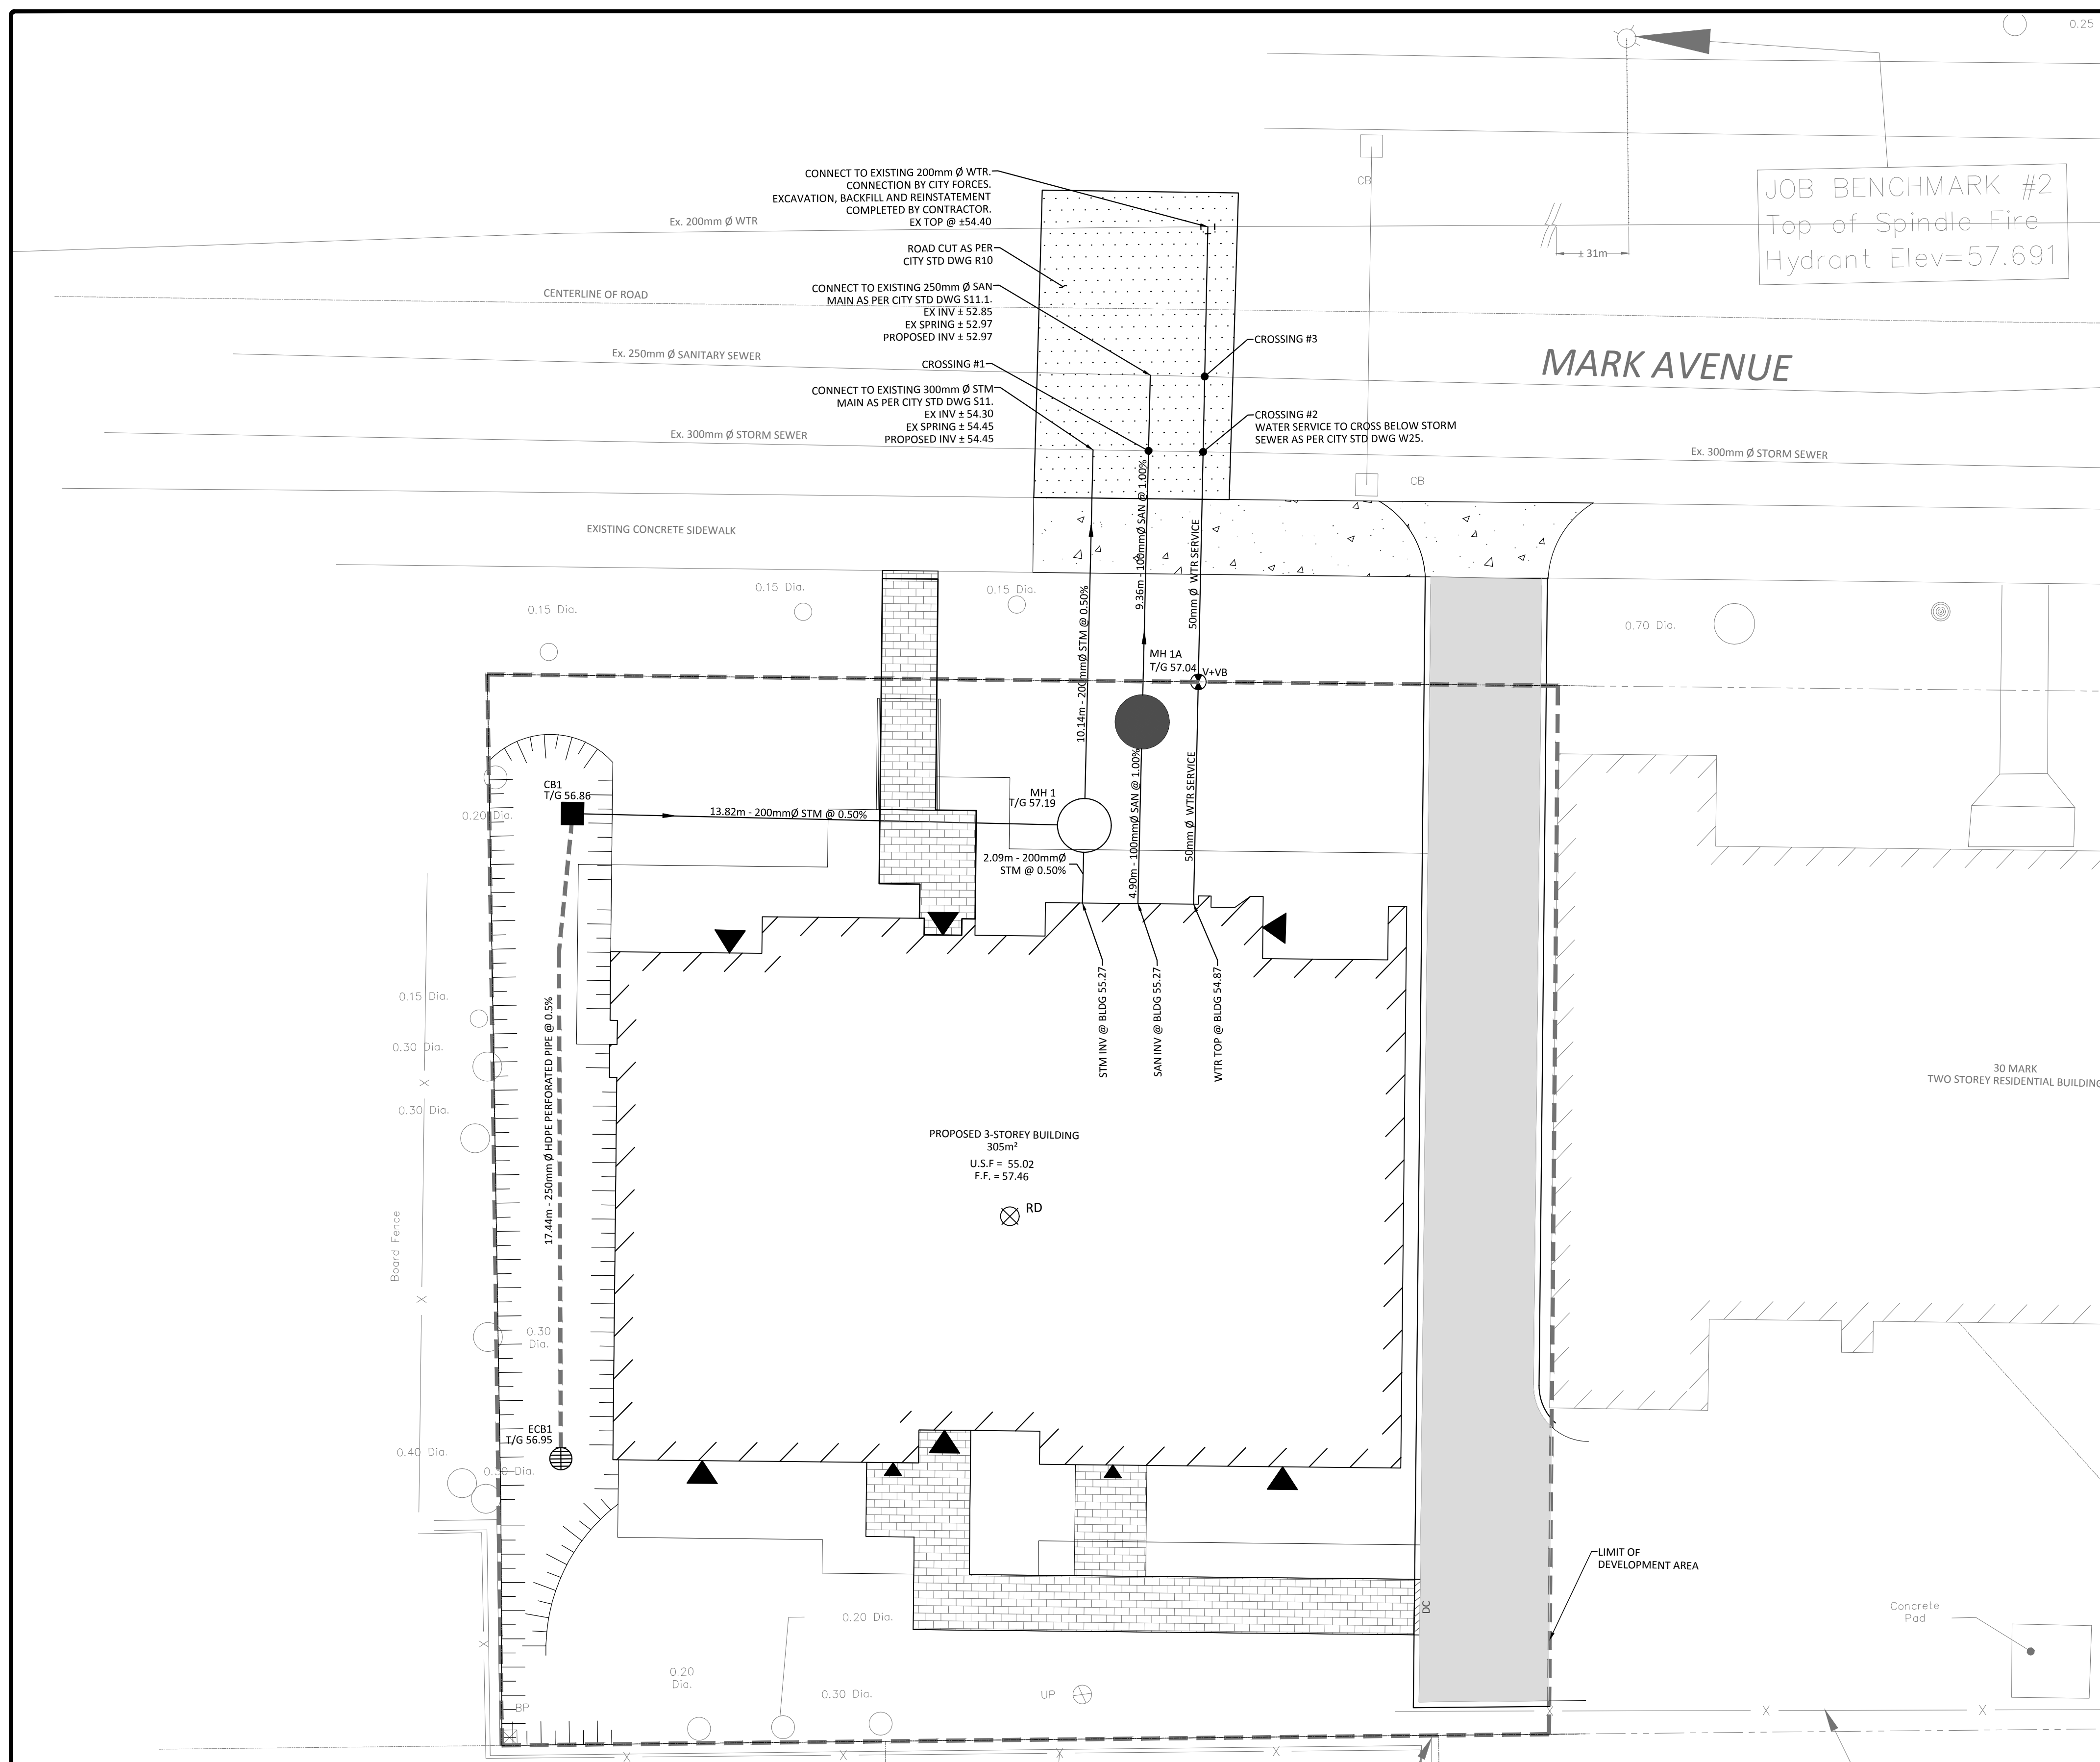 0.25
CB
JOB BENCHMARK #2
Top of Spindle Fire
Hydrant Elev=57.691
± 31m
CONNECT TO EXISTING 200mm Ø WTR.
CONNECTION BY CITY FORCES.
EXCAVATION, BACKFILL AND REINSTATEMENT
COMPLETED BY CONTRACTOR.
EX TOP @ ±54.40
Ex. 200mm Ø WTR
ROAD CUT AS PER
CITY STD DWG R10
CENTERLINE OF ROAD
CONNECT TO EXISTING 250mm Ø SAN
MAIN AS PER CITY STD DWG S11.1.
EX INV ± 52.85
EX SPRING ± 52.97
PROPOSED INV ± 52.97
CROSSING #3
MARK AVENUE
Ex. 250mm Ø SANITARY SEWER
CROSSING #1
CONNECT TO EXISTING 300mm Ø STM
MAIN AS PER CITY STD DWG S11.
EX INV ± 54.30
EX SPRING ± 54.45
PROPOSED INV ± 54.45
CROSSING #2
WATER SERVICE TO CROSS BELOW STORM
SEWER AS PER CITY STD DWG W25.
Ex. 300mm Ø STORM SEWER
Ex. 300mm Ø STORM SEWER
CB
EXISTING CONCRETE SIDEWALK
9.36m - 100mmØ SAN @ 1.00%
50mm Ø WTR SERVICE
10.14m - 200mmØ STM @ 0.50%
0.15 Dia.
0.15 Dia.
0.15 Dia.
0.70 Dia.
MH 1A
T/G 57.04
V+VB
CB1
T/G 56.86
0.20 Dia.
13.82m - 200mmØ STM @ 0.50%
MH 1
T/G 57.19
4.90m - 100mmØ SAN @ 1.00%
50mm Ø WTR SERVICE
2.09m - 200mmØ
STM @ 0.50%
STM INV @ BLDG 55.27
SAN INV @ BLDG 55.27
WTR TOP @ BLDG 54.87
0.15 Dia.
0.30 Dia.
X
0.30 Dia.
17.44m - 250mm Ø HDPE PERFORATED PIPE @ 0.5%
30 MARK
TWO STOREY RESIDENTIAL BUILDING
PROPOSED 3-STOREY BUILDING
305m²
U.S.F = 55.02
F.F. = 57.46
RD
Board Fence
X
0.30
Dia.
ECB1
T/G 56.95
0.40 Dia.
0.30 Dia.
LIMIT OF
DEVELOPMENT AREA
DC
Concrete
Pad
0.20 Dia.
X
0.20
Dia.
0.30 Dia.
UP
BP
X
X
X
X
X
X
X